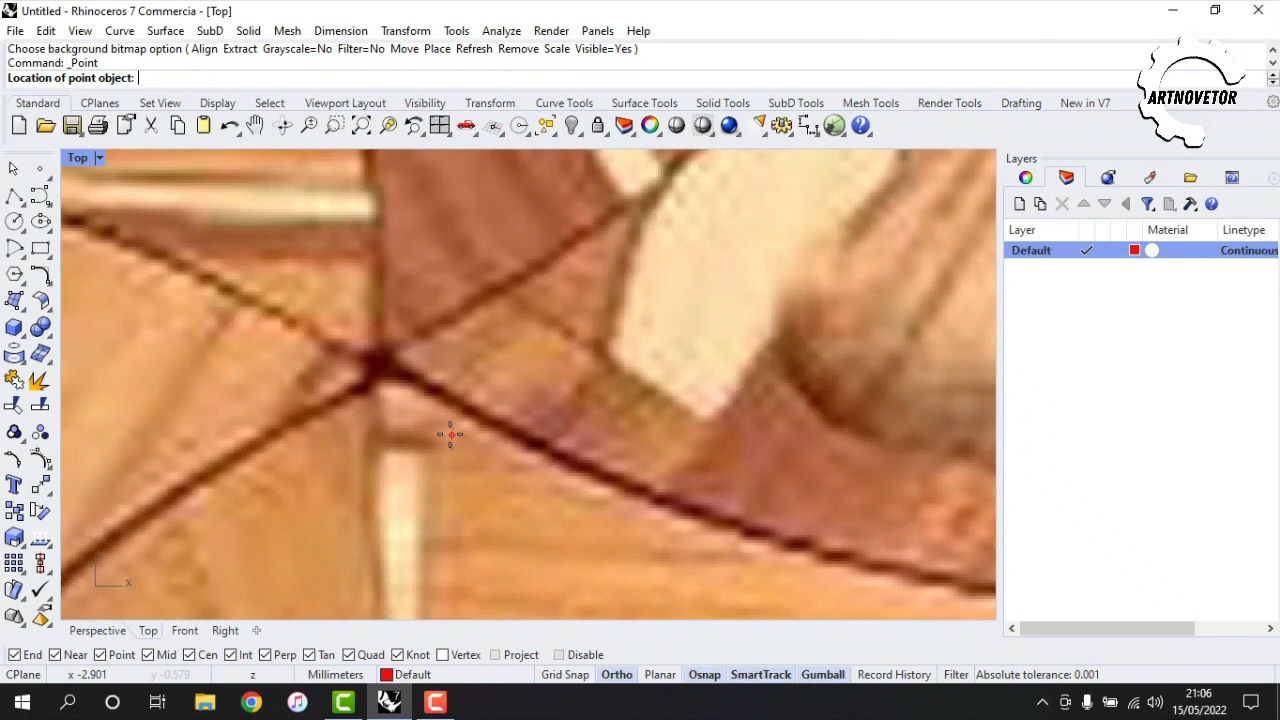 Untitled - Rhinoceros 7 Commercia - [Top]
File Edit View Curve Surface SubD Solid Mesh Dimension Transform Tools Analyze Render Panels Help
Choose background bitmap option ( Align Extract Grayscale=No Filter=No Move Place Refresh Remove Scale Visible=Yes )
Command: _Point
Location of point object:
ARTNOVETOR
Standard CPlanes Set View Display Select Viewport Layout Visibility Transform Curve Tools Surface Tools Solid Tools SubD Tools Mesh Tools Render Tools Drafting New in V7
Top
Layers
Layer Material Linetype
Default Continuous
x
Perspective Top Front Right
End Near Point Mid Cen Int Perp Tan Quad Knot Vertex Project Disable
CPlane x -2.901 y -0.579 z Millimeters Default Grid Snap Ortho Planar Osnap SmartTrack Gumball Record History Filter Absolute tolerance: 0.001
21:06
15/05/2022